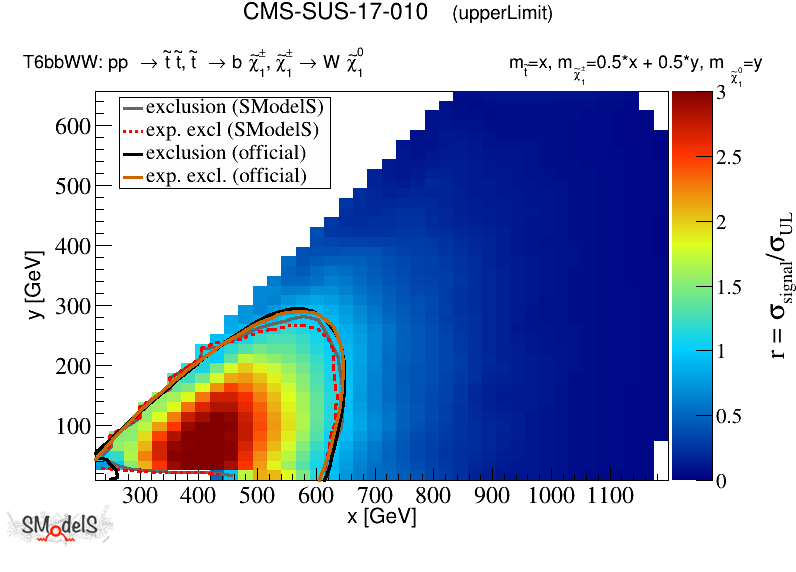 CMS-SUS-17-010 (upperLimit)
T6bbWW: pp → t̃ t̃, t̃ → b χ̃₁±, χ̃₁± → W χ̃₁⁰
m_t̃=x, m_χ̃₁±=0.5*x + 0.5*y, m_χ̃₁⁰=y
exclusion (SModelS)
exp. excl (SModelS)
exclusion (official)
exp. excl. (official)
y [GeV]
600
500
400
300
200
100
300 400 500 600 700 800 900 1000 1100
x [GeV]
3
2.5
2
1.5
1
0.5
0
r = σ_signal/σ_UL
SModelS